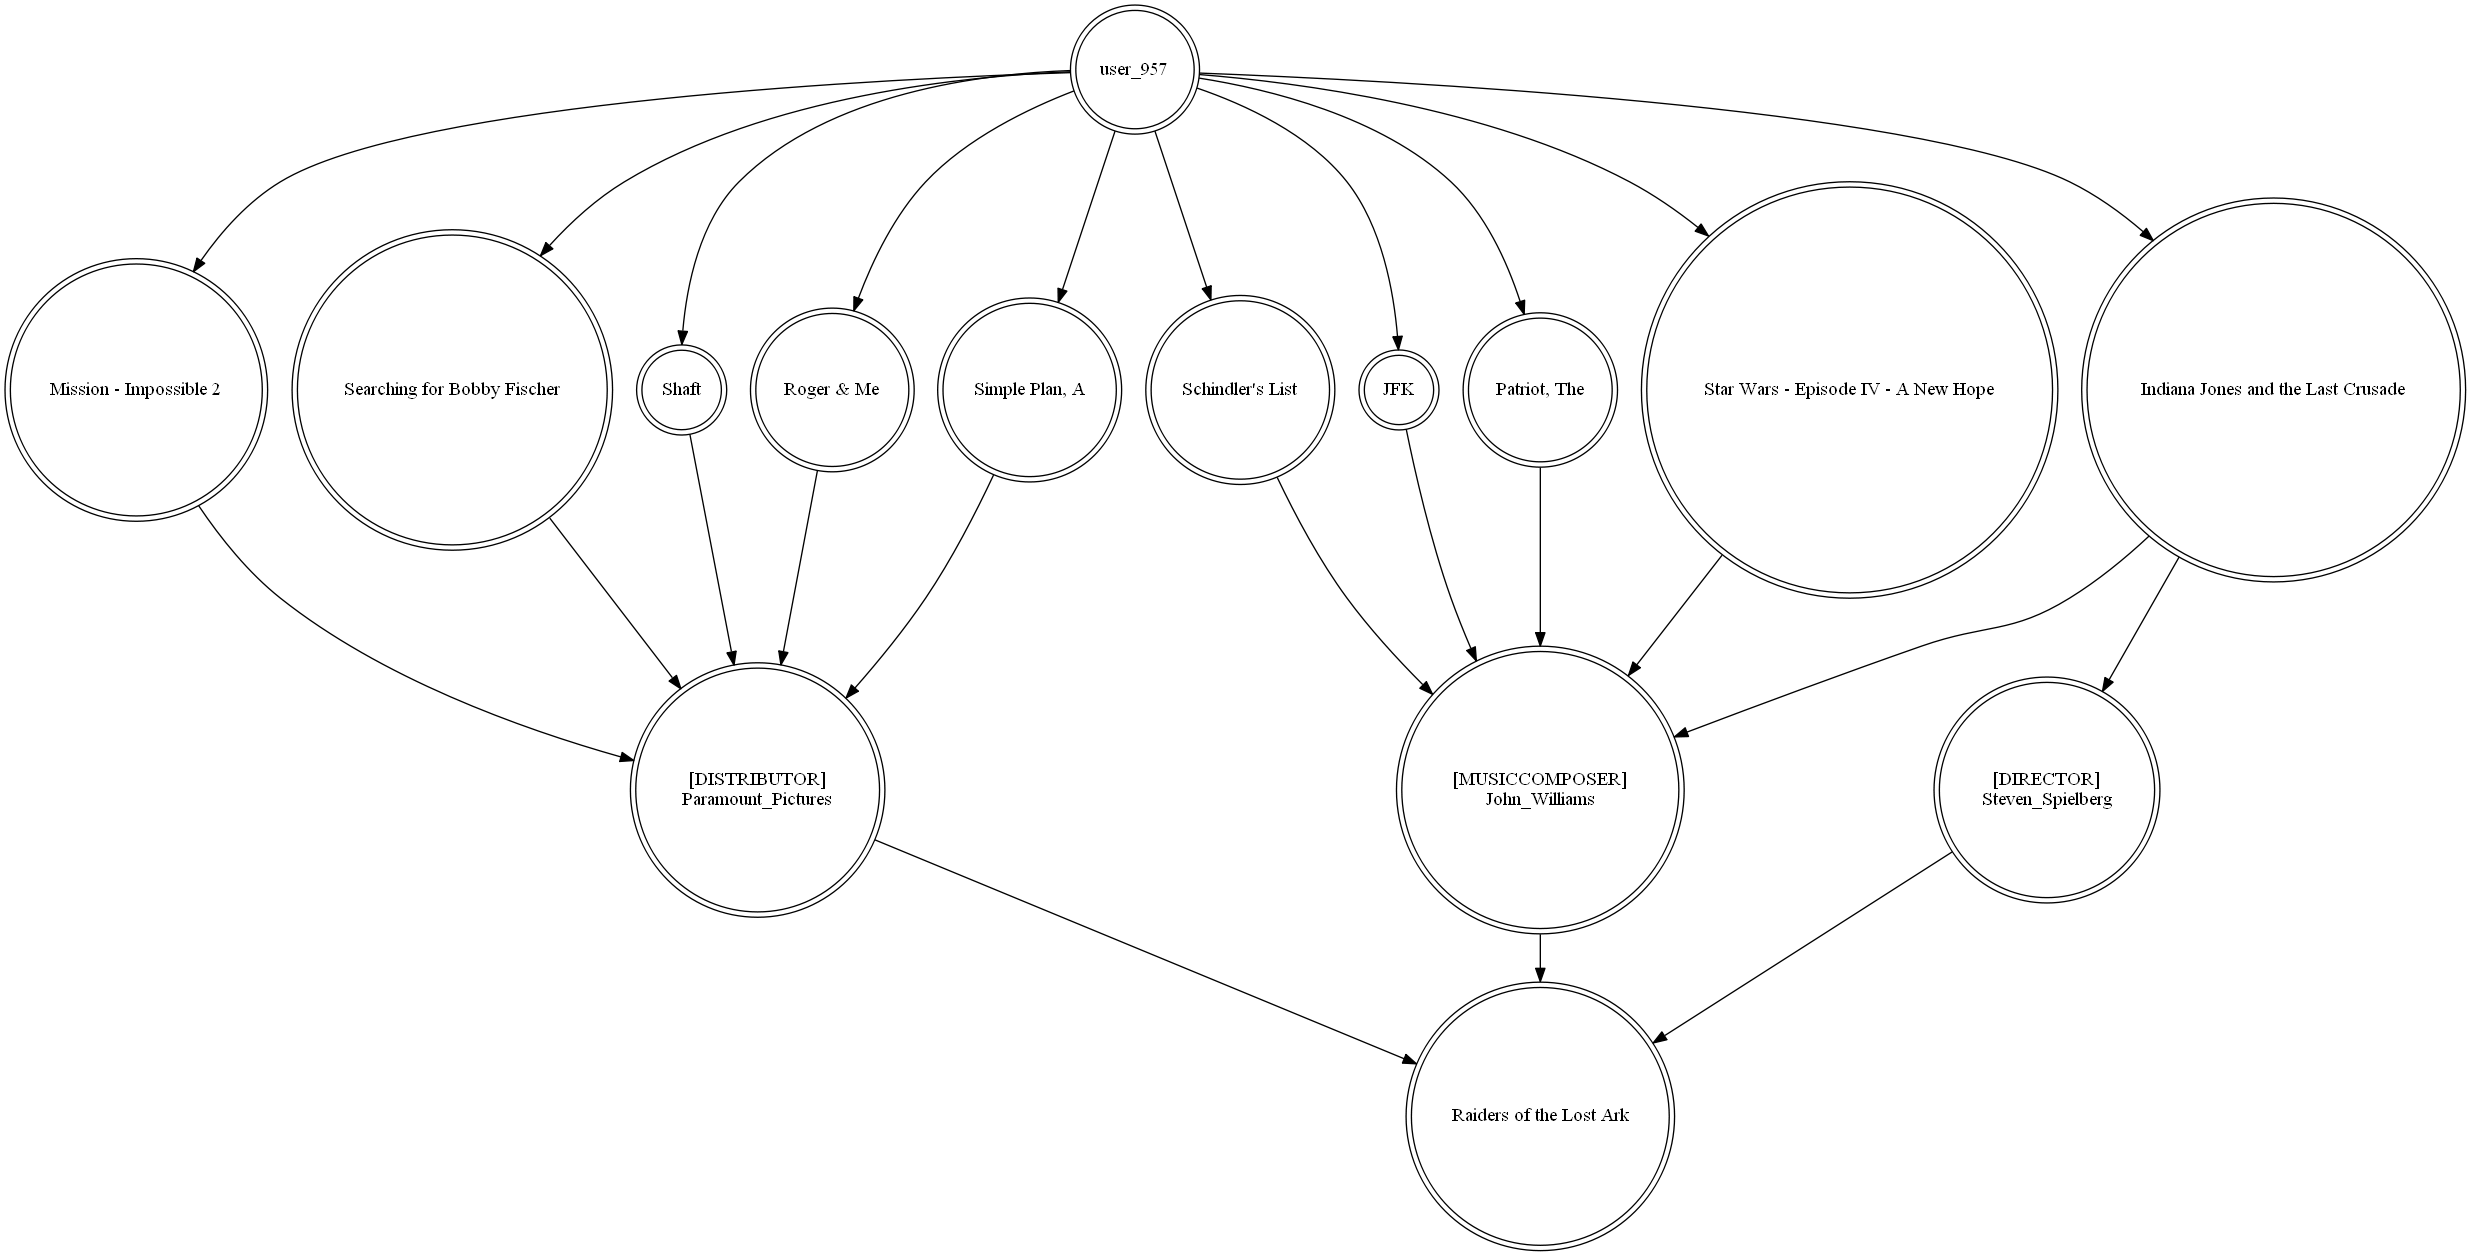 user_957
Mission - Impossible 2
Searching for Bobby Fischer
Shaft
Roger & Me
Simple Plan, A
Schindler's List
JFK
Patriot, The
Star Wars - Episode IV - A New Hope
Indiana Jones and the Last Crusade
[DISTRIBUTOR]
Paramount_Pictures
[MUSICCOMPOSER]
John_Williams
[DIRECTOR]
Steven_Spielberg
Raiders of the Lost Ark